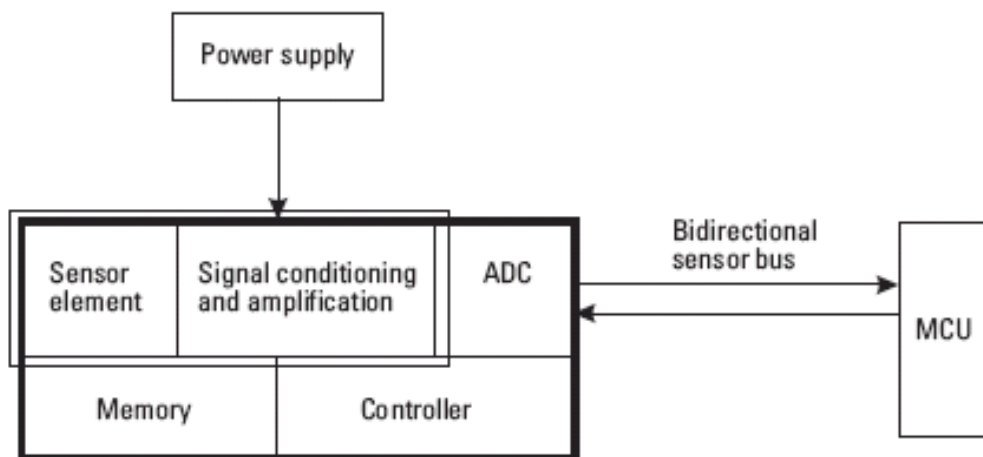 Power supply
Sensor
element
Signal conditioning
and amplification
ADC
Bidirectional
sensor bus
MCU
Memory
Controller